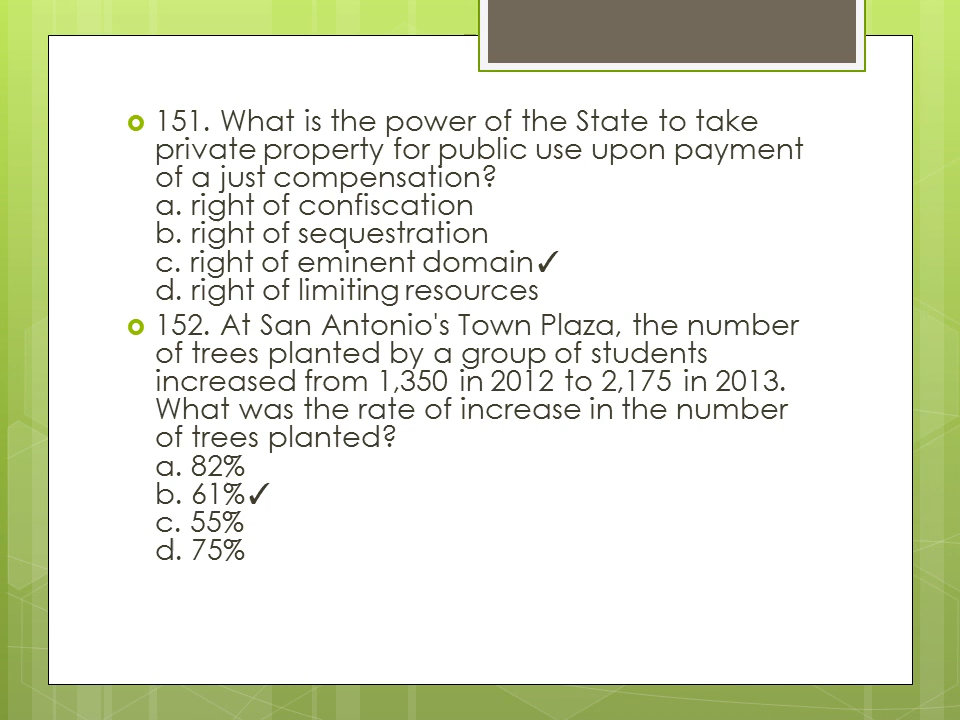 151. What is the power of the State to take
private property for public use upon payment
of a just compensation?
a. right of confiscation
b. right of sequestration
c. right of eminent domain✓
d. right of limiting resources
152. At San Antonio's Town Plaza, the number
of trees planted by a group of students
increased from 1,350 in 2012 to 2,175 in 2013.
What was the rate of increase in the number
of trees planted?
a. 82%
b. 61%✓
c. 55%
d. 75%